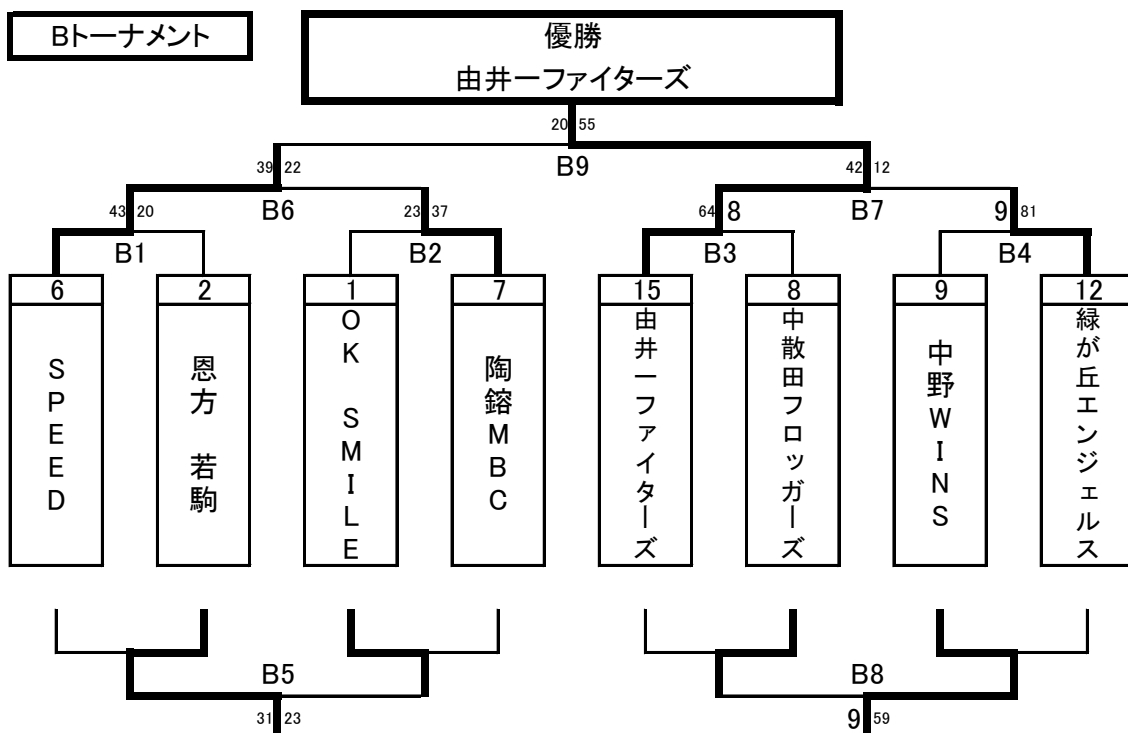 Bトーナメント
優勝
由井一ファイターズ
20 55
B9
39 22
42 12
B6
B7
43 20
23 37
64 8
9 81
B1
B2
B3
B4
6
2
1
7
15
8
9
12
SPEED
恩方 若駒
OK SMILE
陶鎔MBC
由井一ファイターズ
中散田フロッガーズ
中野WINS
緑が丘エンジェルス
B5
B8
31 23
9 59